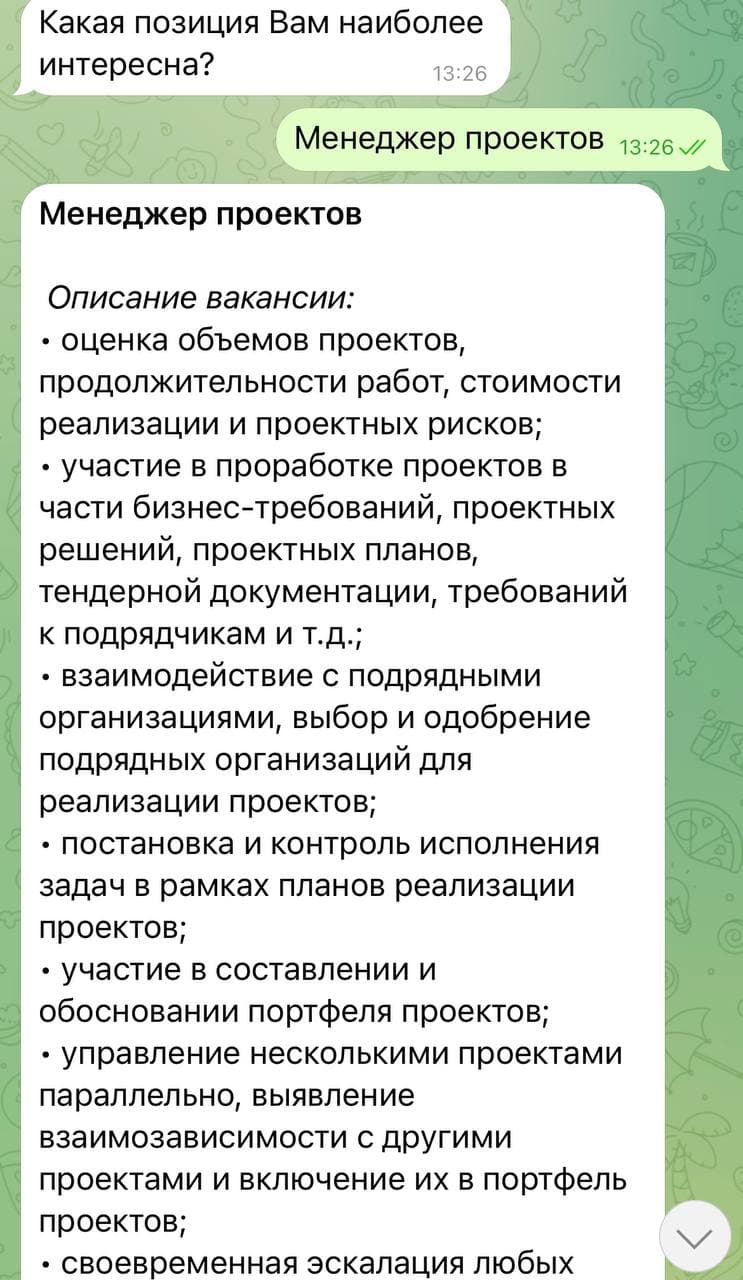 Какая позиция Вам наиболее
интересна?
13:26
Менеджер проектов 13:26
Менеджер проектов
Описание вакансии:
• оценка объемов проектов,
продолжительности работ, стоимости
реализации и проектных рисков;
• участие в проработке проектов в
части бизнес-требований, проектных
решений, проектных планов,
тендерной документации, требований
к подрядчикам и т.д.;
• взаимодействие с подрядными
организациями, выбор и одобрение
подрядных организаций для
реализации проектов;
• постановка и контроль исполнения
задач в рамках планов реализации
проектов;
• участие в составлении и
обосновании портфеля проектов;
• управление несколькими проектами
параллельно, выявление
взаимозависимости с другими
проектами и включение их в портфель
проектов;
• своевременная эскалация любых